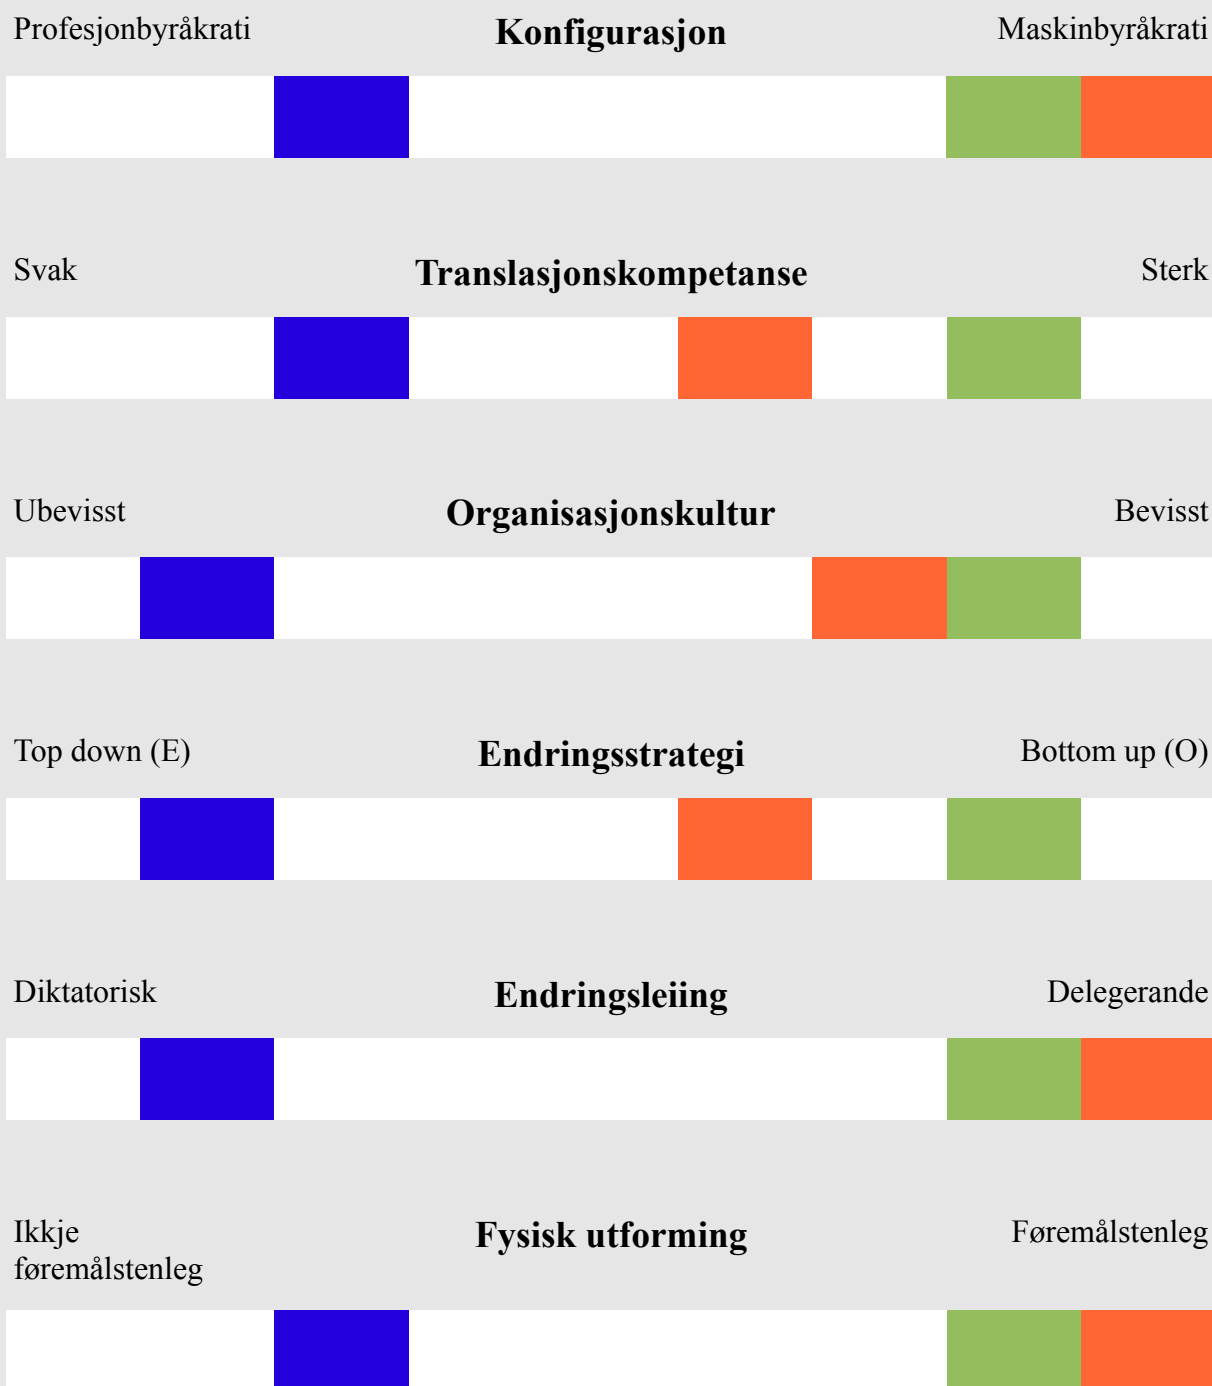 Profesjonbyråkrati Konfigurasjon Maskinbyråkrati
Svak Translasjonskompetanse Sterk
Ubevisst Organisasjonskultur Bevisst
Top down (E) Endringsstrategi Bottom up (O)
Diktatorisk Endringsleiing Delegerande
Ikkje Fysisk utforming Føremålstenleg
føremålstenleg